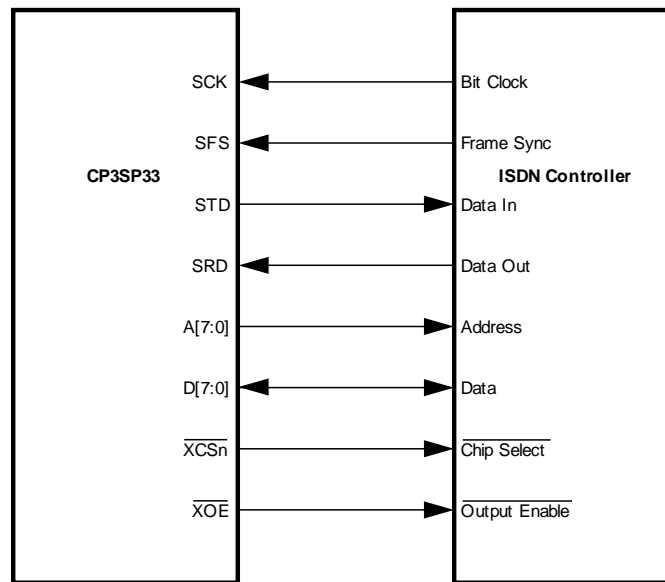 SCK Bit Clock
SFS Frame Sync
CP3SP33 ISDN Controller
STD Data In
SRD Data Out
A[7:0] Address
D[7:0] Data
XCSn Chip Select
XOE Output Enable